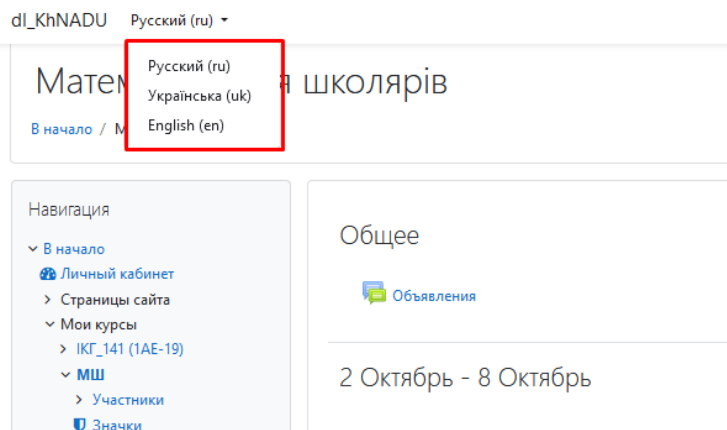 dl_KhNADU Русский (ru)
Русский (ru)
Українська (uk)
English (en)
школярів
В начало /
Навигация
В начало
Личный кабинет
Страницы сайта
Мои курсы
ІКГ_141 (1АЕ-19)
МШ
Участники
Значки
Общее
Объявления
2 Октябрь - 8 Октябрь